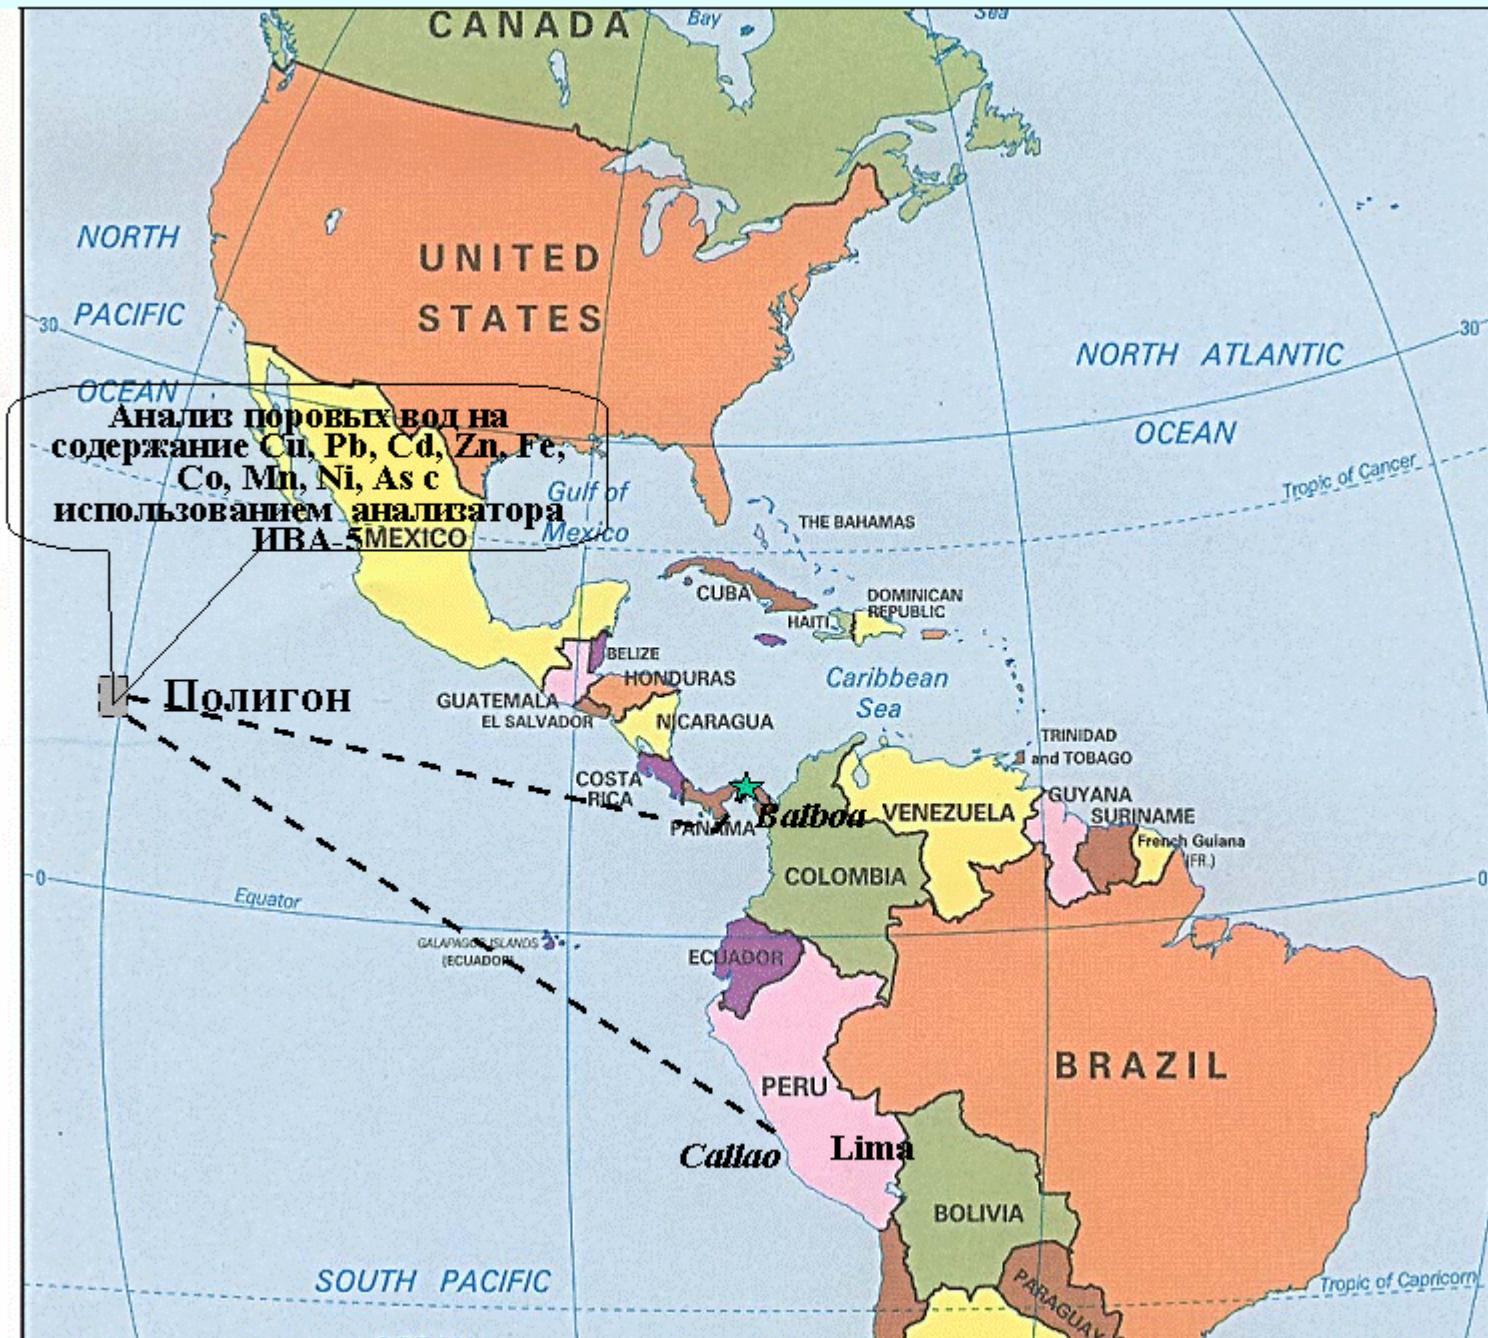 CANADA
Bay
Sea
NORTH
PACIFIC
OCEAN
UNITED
STATES
30
30
NORTH ATLANTIC
OCEAN
Анализ поровых вод на
содержание Cu, Pb, Cd, Zn, Fe,
Co, Mn, Ni, As с
использованием анализатора
ИВА-5
MEXICO
Gulf of
Mexico
Tropic of Cancer
THE BAHAMAS
CUBA
HAITI
DOMINICAN
REPUBLIC
BELIZE
HONDURAS
GUATEMALA
EL SALVADOR
NICARAGUA
Caribbean
Sea
Полигон
COSTA
RICA
PANAMA
Balboa
TRINIDAD
and TOBAGO
VENEZUELA
GUYANA
SURINAME
French Guiana
(FR.)
COLOMBIA
0
0
Equator
GALAPAGOS ISLANDS
(ECUADOR)
ECUADOR
PERU
BRAZIL
Callao
Lima
BOLIVIA
PARAGUAY
SOUTH PACIFIC
Tropic of Capricorn